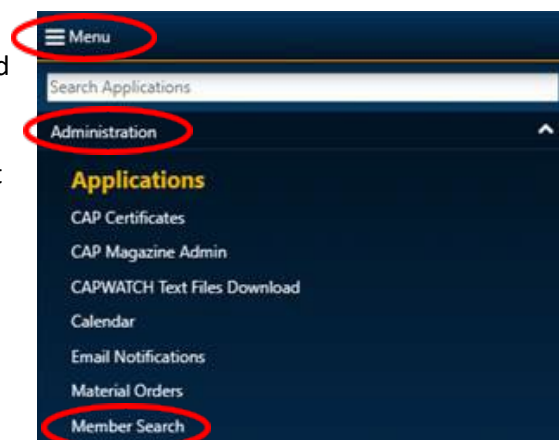 Menu
d
Search Applications
Administration
t
Applications
CAP Certificates
CAP Magazine Admin
CAPWATCH Text Files Download
Calendar
Email Notifications
Material Orders
Member Search